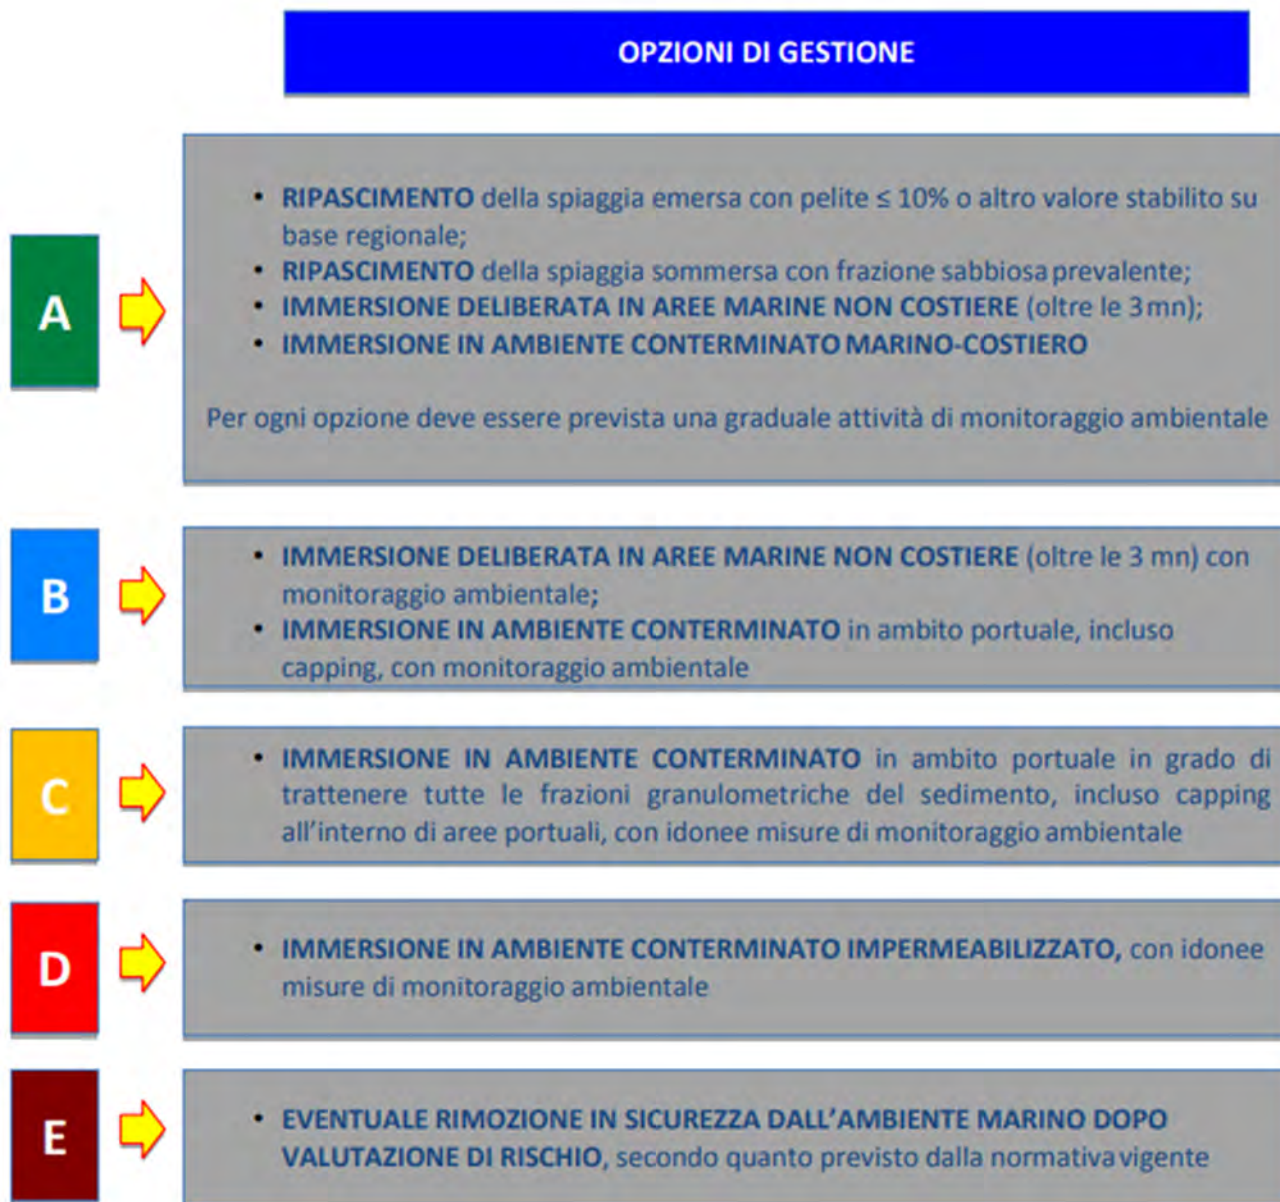 OPZIONI DI GESTIONE
A
• RIPASCIMENTO della spiaggia emersa con pelite ≤ 10% o altro valore stabilito su
base regionale;
• RIPASCIMENTO della spiaggia sommersa con frazione sabbiosa prevalente;
• IMMERSIONE DELIBERATA IN AREE MARINE NON COSTIERE (oltre le 3 mn);
• IMMERSIONE IN AMBIENTE CONTERMINATO MARINO-COSTIERO
Per ogni opzione deve essere prevista una graduale attività di monitoraggio ambientale
B
• IMMERSIONE DELIBERATA IN AREE MARINE NON COSTIERE (oltre le 3 mn) con
monitoraggio ambientale;
• IMMERSIONE IN AMBIENTE CONTERMINATO in ambito portuale, incluso
capping, con monitoraggio ambientale
C
• IMMERSIONE IN AMBIENTE CONTERMINATO in ambito portuale in grado di
trattenere tutte le frazioni granulometriche del sedimento, incluso capping
all'interno di aree portuali, con idonee misure di monitoraggio ambientale
D
• IMMERSIONE IN AMBIENTE CONTERMINATO IMPERMEABILIZZATO, con idonee
misure di monitoraggio ambientale
E
• EVENTUALE RIMOZIONE IN SICUREZZA DALL'AMBIENTE MARINO DOPO
VALUTAZIONE DI RISCHIO, secondo quanto previsto dalla normativa vigente